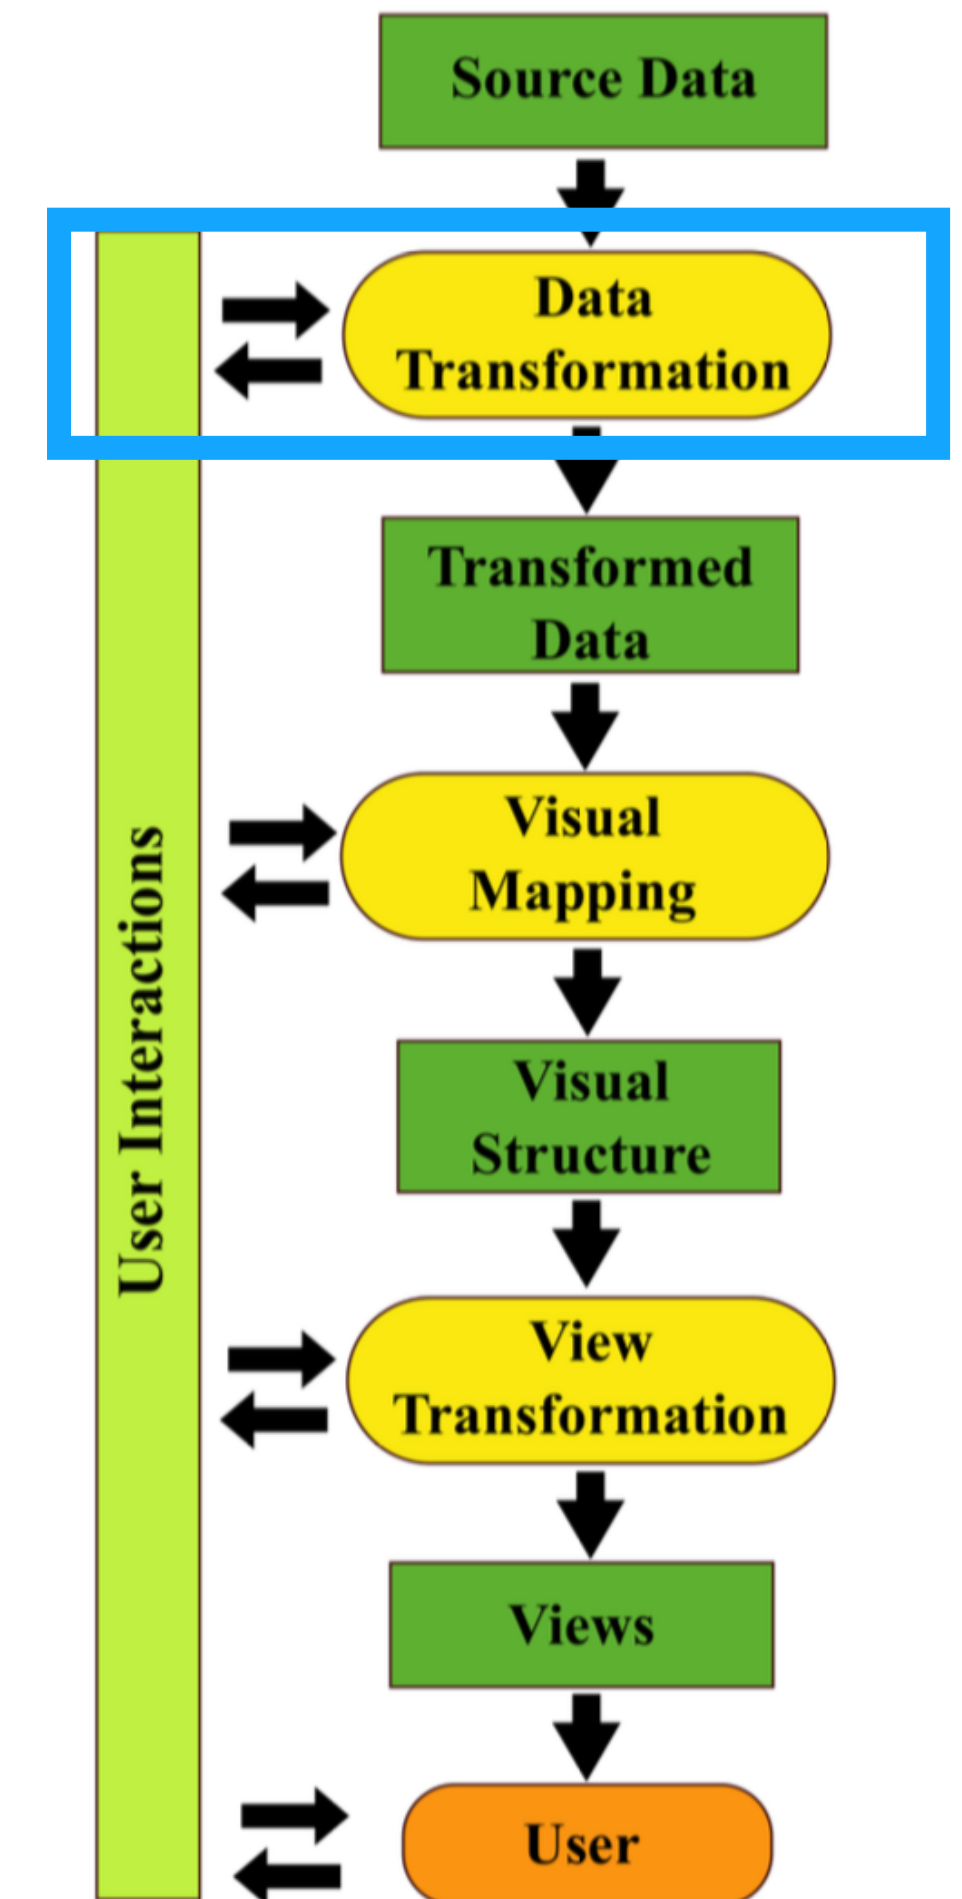 Source Data
Data
Transformation
Transformed
Data
Visual
Mapping
Visual
Structure
View
Transformation
Views
User
User Interactions